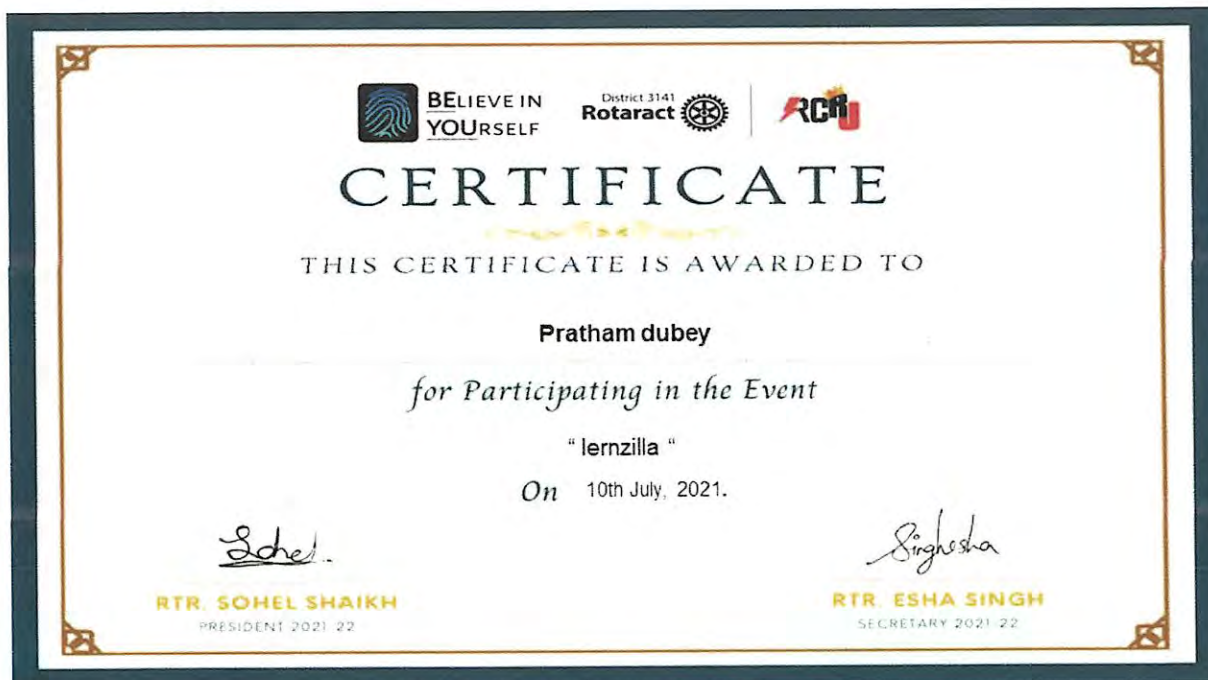 BELIEVE IN
YOURSELF
District 3141
Rotaract
RCRU
CERTIFICATE
THIS CERTIFICATE IS AWARDED TO
Pratham dubey
for Participating in the Event
“ lernzilla “
On 10th July, 2021.
Sohel
Singhesha
RTR. SOHEL SHAIKH
PRESIDENT 2021-22
RTR. ESHA SINGH
SECRETARY 2021-22